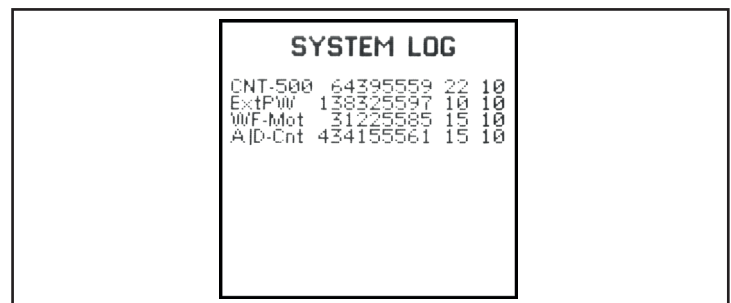 SYSTEM LOG
CNT-500 64395559 22 10
ExtPW 138325597 10 10
WF-Mot 31225585 15 10
A|D-Cnt 434155561 15 10